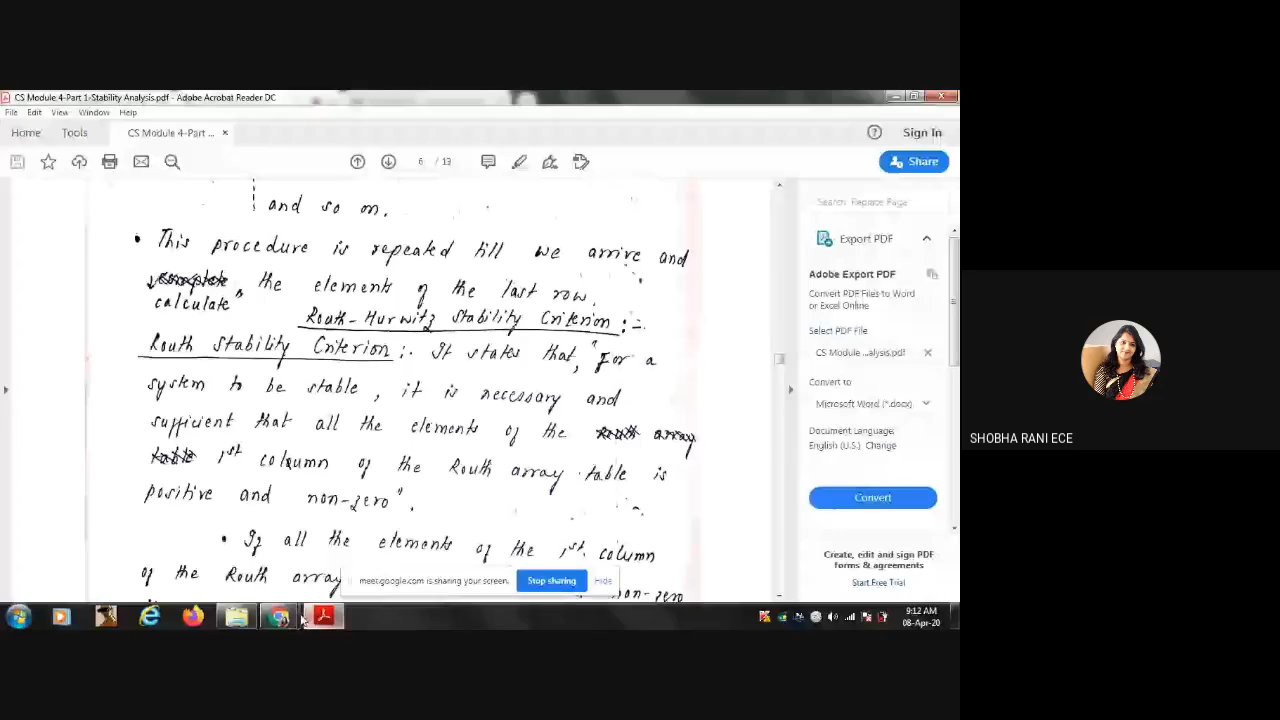 CS Module 4-Part 1-Stability Analysis.pdf - Adobe Acrobat Reader DC
File Edit View Window Help
Home Tools CS Module 4-Part ... × Sign In
6 / 13 Share
and so on.
• This procedure is repeated till we arrive and
calculate the elements of the last row.
Routh-Hurwitz Stability Criterion :-
Routh Stability Criterion :. It states that, "For a
system to be stable, it is necessary and
sufficient that all the elements of the
1st column of the Routh array table is
positive and non-zero".
• If all the elements of the 1st column
of the Routh array
non-zero
Search 'Replace Page'
Export PDF
Adobe Export PDF
Convert PDF Files to Word
or Excel Online
Select PDF File
CS Module ...alysis.pdf ×
Convert to
Microsoft Word (*.docx)
Document Language:
English (U.S.) Change
Convert
Create, edit and sign PDF
forms & agreements
Start Free Trial
meet.google.com is sharing your screen. Stop sharing Hide
9:12 AM
08-Apr-20
SHOBHA RANI ECE